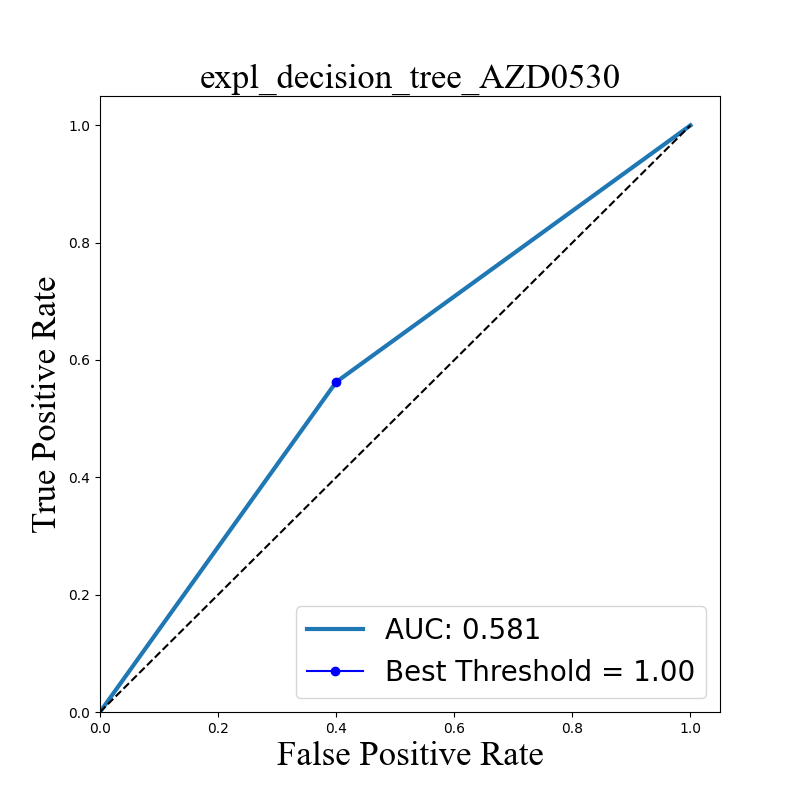 expl_decision_tree_AZD0530
True Positive Rate
1.0
0.8
0.6
0.4
0.2
0.0
AUC: 0.581
Best Threshold = 1.00
0.0 0.2 0.4 0.6 0.8 1.0
False Positive Rate